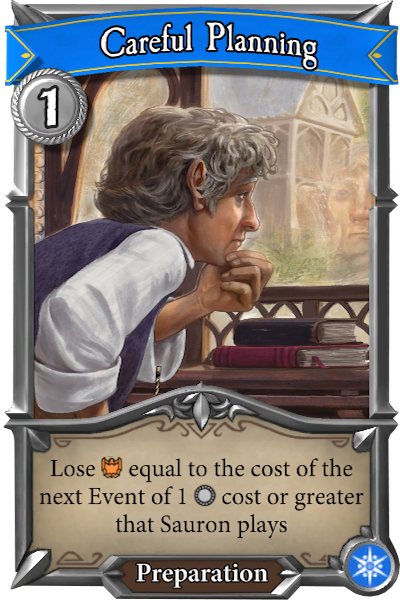 Careful Planning
1
Lose equal to the cost of the
next Event of 1 cost or greater
that Sauron plays
Preparation